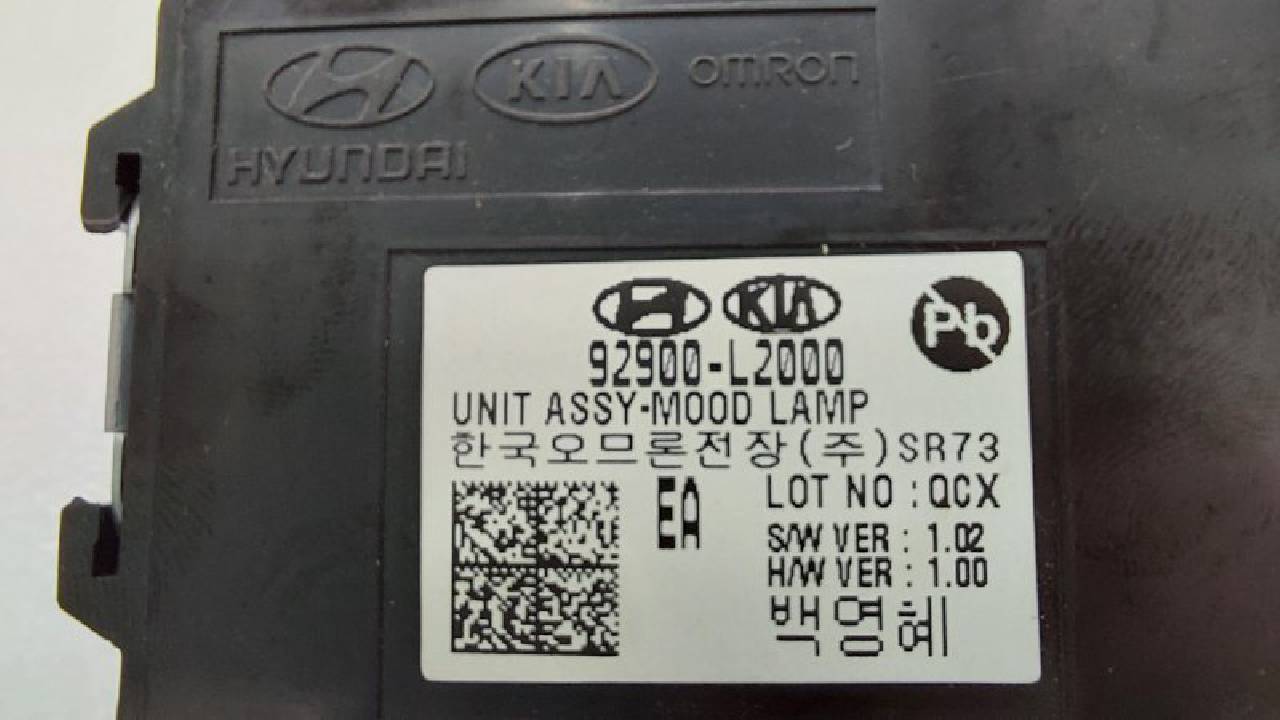 KIA omron
HYUNDAI
KIA
Pb
92900-L2000
UNIT ASSY-MOOD LAMP
한국오므론전장(주)SR73
EA LOT NO : QCX
S/W VER : 1.02
H/W VER : 1.00
백영혜